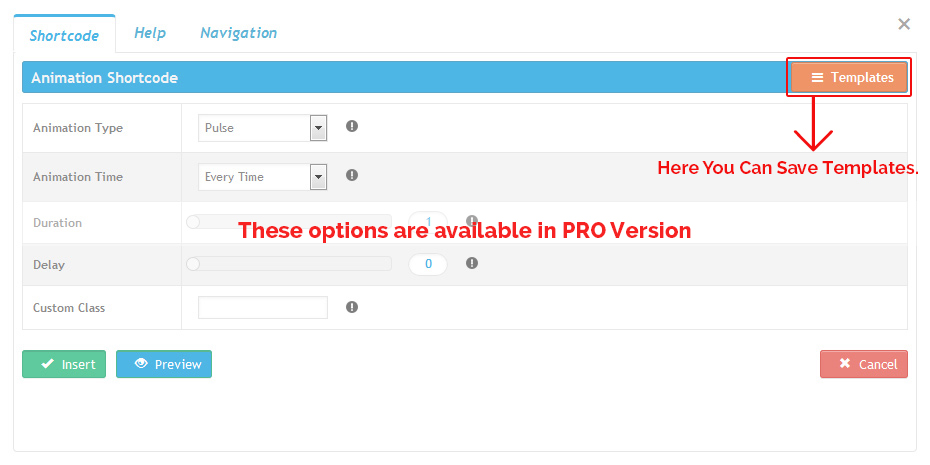 Shortcode Help Navigation
Animation Shortcode Templates
Animation Type Pulse
Here You Can Save Templates.
Animation Time Every Time
Duration 1
These options are available in PRO Version
Delay 0
Custom Class
Insert Preview Cancel